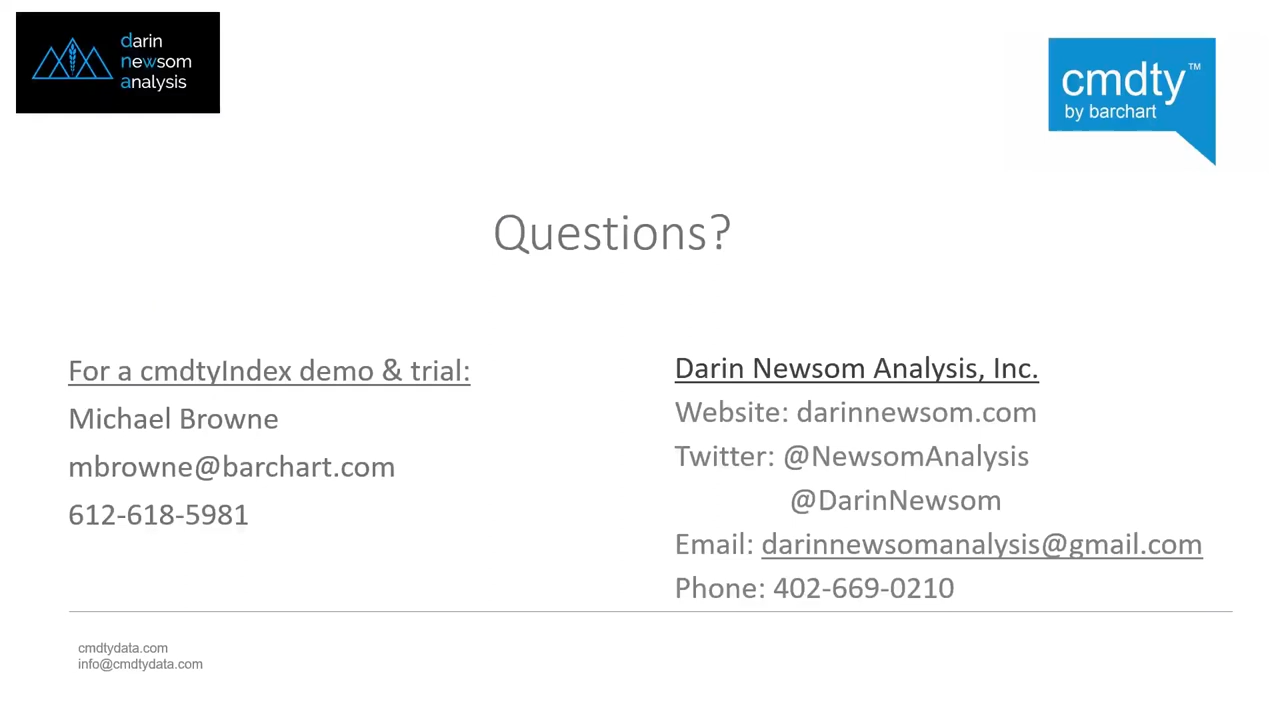 darin
newsom
analysis
cmdty™
by barchart
Questions?
For a cmdtyIndex demo & trial:
Michael Browne
mbrowne@barchart.com
612-618-5981
Darin Newsom Analysis, Inc.
Website: darinnewsom.com
Twitter: @NewsomAnalysis
@DarinNewsom
Email: darinnewsomanalysis@gmail.com
Phone: 402-669-0210
cmdtydata.com
info@cmdtydata.com